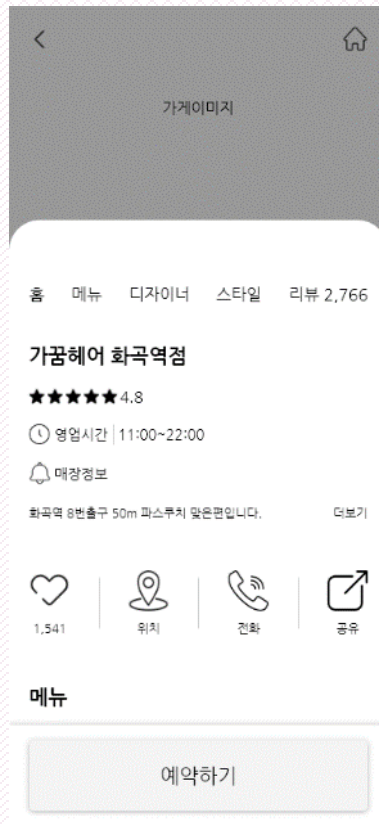 가게이미지
홈 메뉴 디자이너 스타일 리뷰 2,766
가꿈헤어 화곡역점
★★★★★ 4.8
영업시간 | 11:00~22:00
매장정보
화곡역 8번출구 50m 파스쿠치 맞은편입니다. 더보기
1,541 위치 전화 공유
메뉴
예약하기